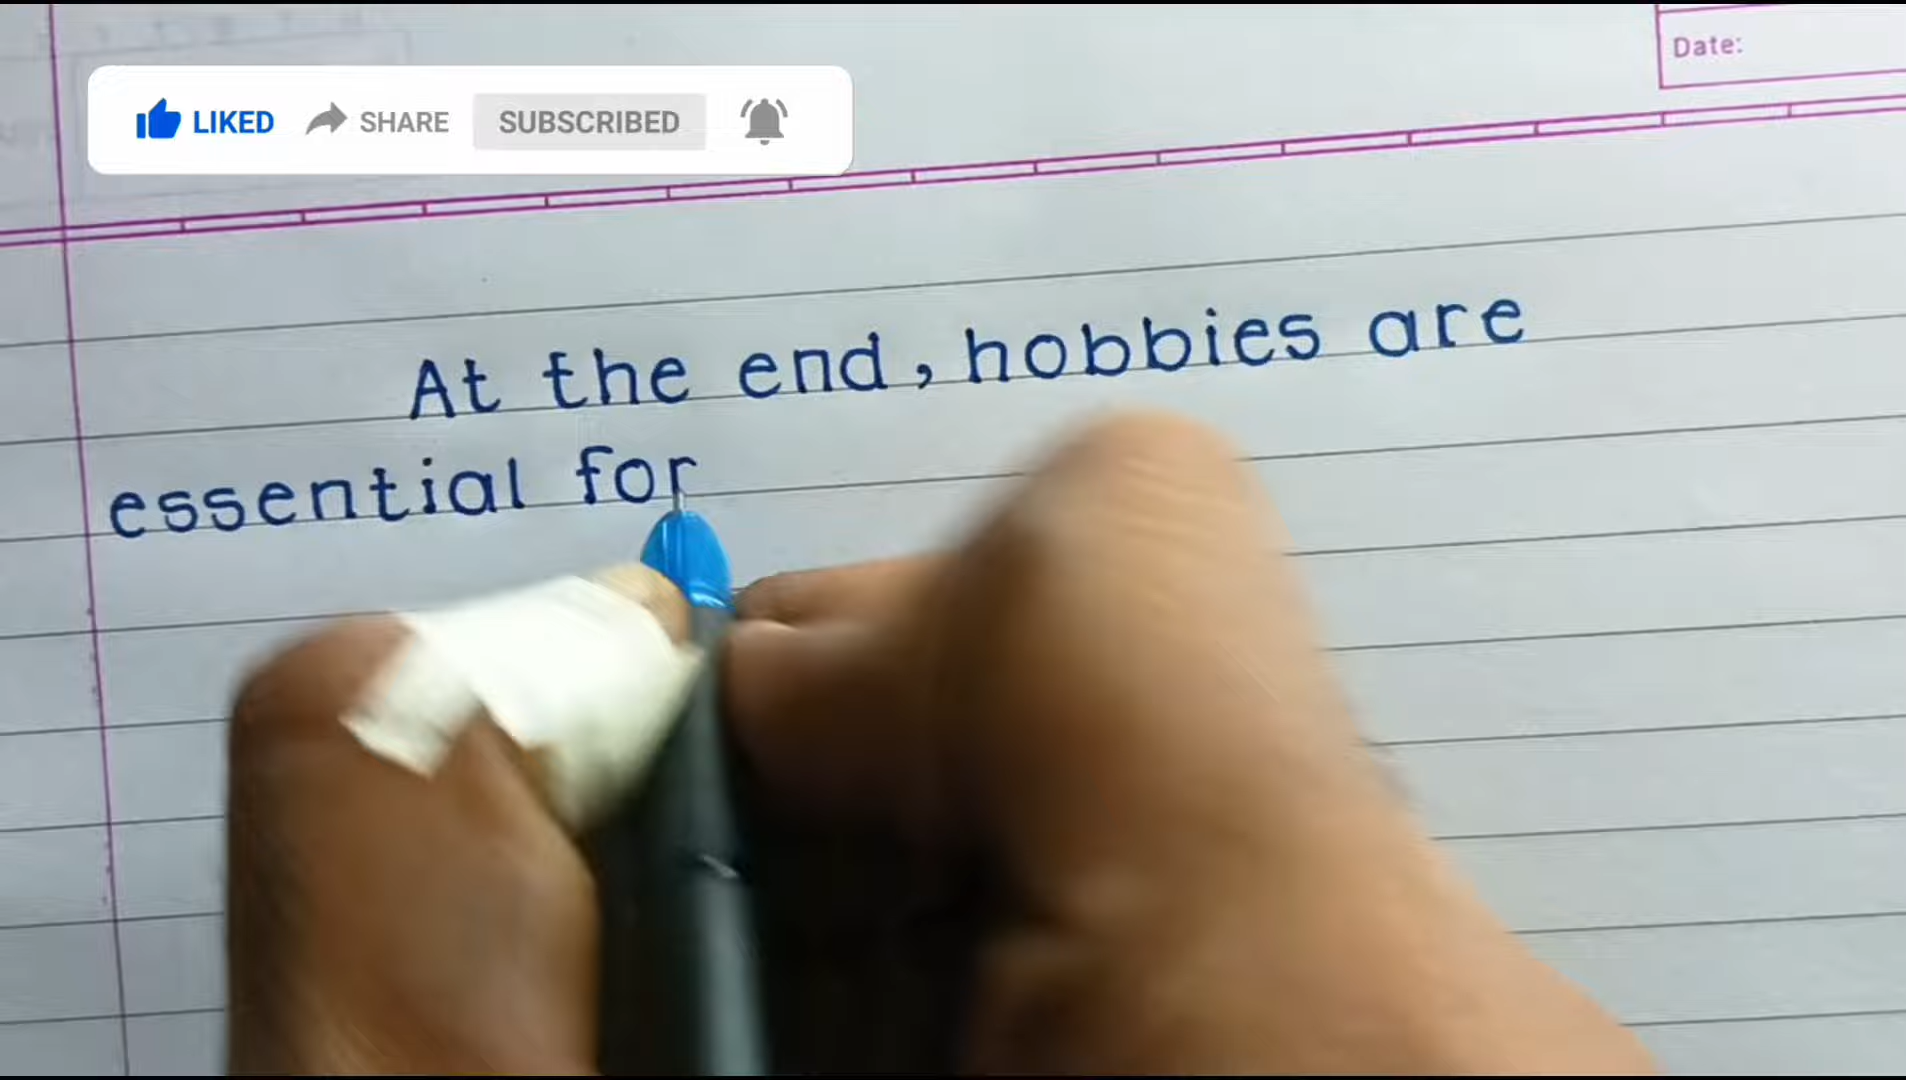 Date:
LIKED SHARE SUBSCRIBED
At the end, hobbies are
essential for